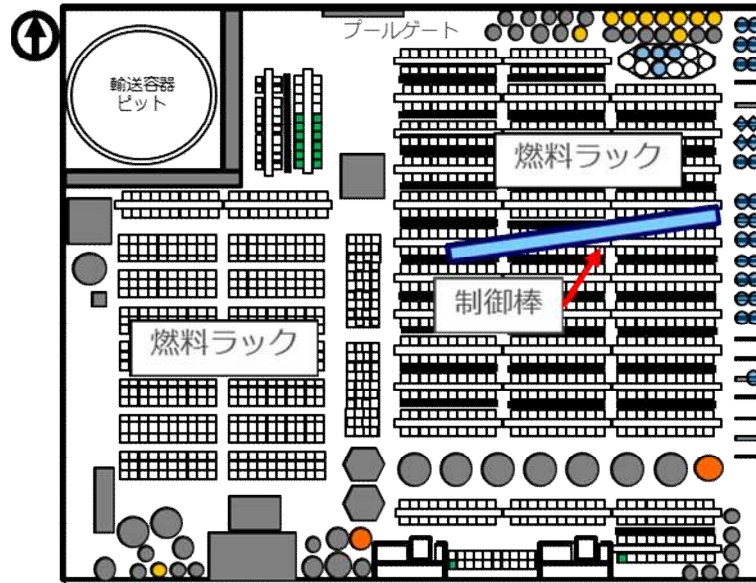 プールゲート
輸送容器
ピット
燃料ラック
制御棒
燃料ラック